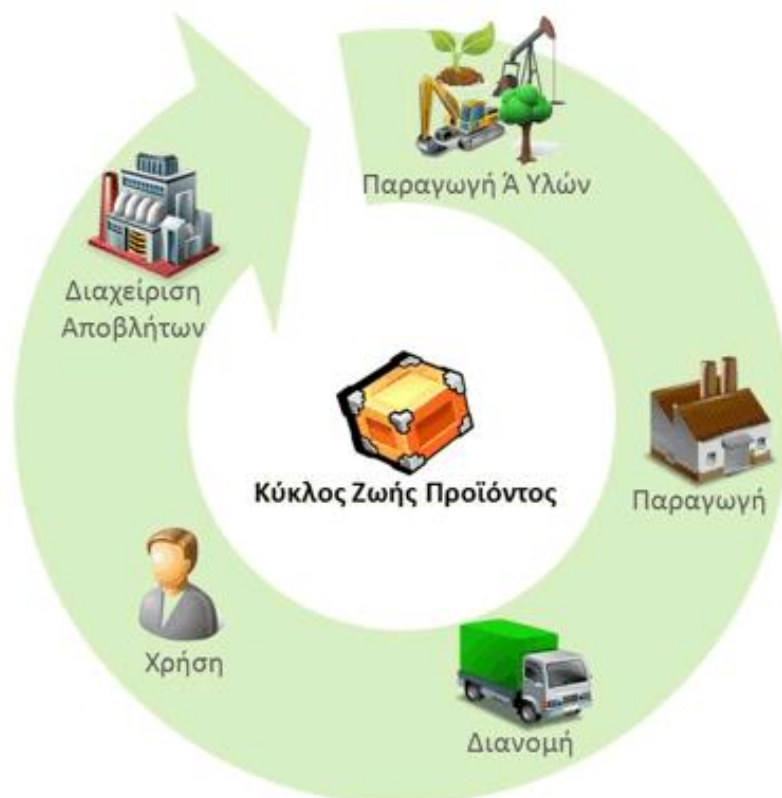 Παραγωγή Ά Υλών
Παραγωγή
Διανομή
Χρήση
Διαχείριση
Αποβλήτων
Κύκλος Ζωής Προϊόντος